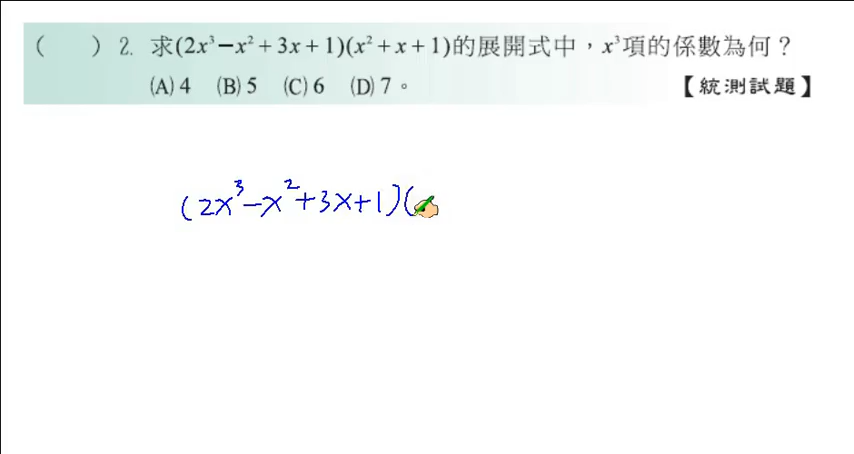 ( ) 2. 求(2x³−x²+3x+1)(x²+x+1)的展開式中，x³項的係數為何？
(A) 4 (B) 5 (C) 6 (D) 7。 【統測試題】
(2x³−x²+3x+1)(